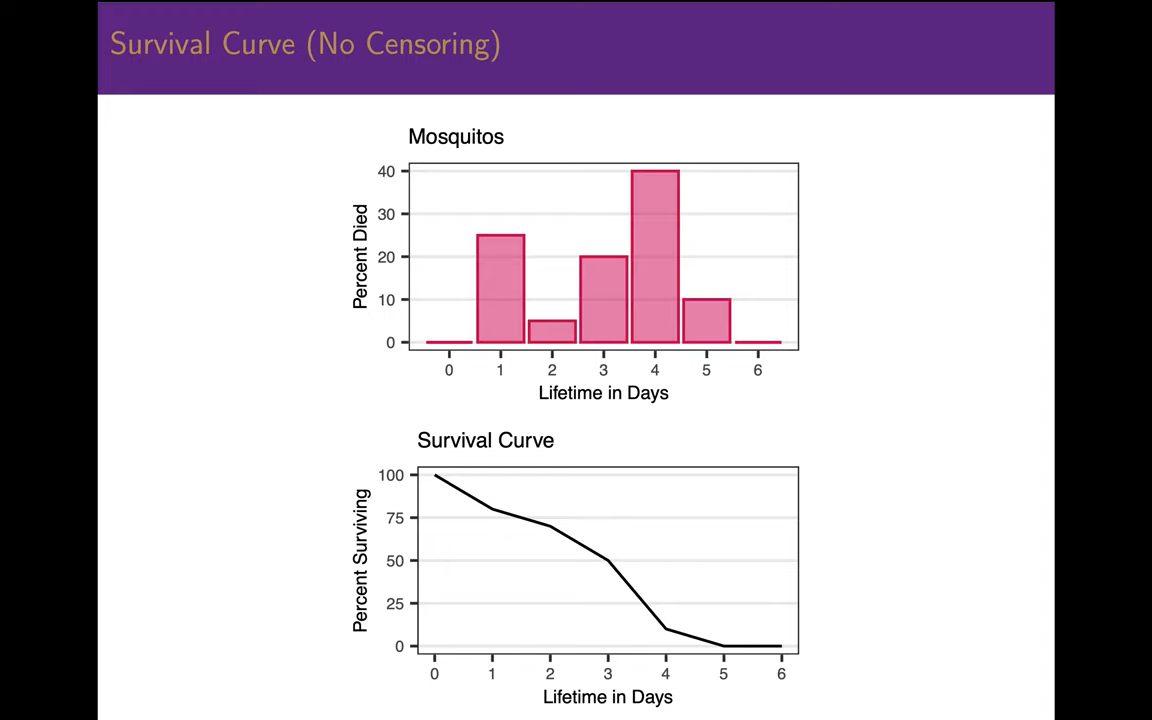 Survival Curve (No Censoring)
Mosquitos
Percent Died
40
30
20
10
0
0 1 2 3 4 5 6
Lifetime in Days
Survival Curve
Percent Surviving
100
75
50
25
0
0 1 2 3 4 5 6
Lifetime in Days